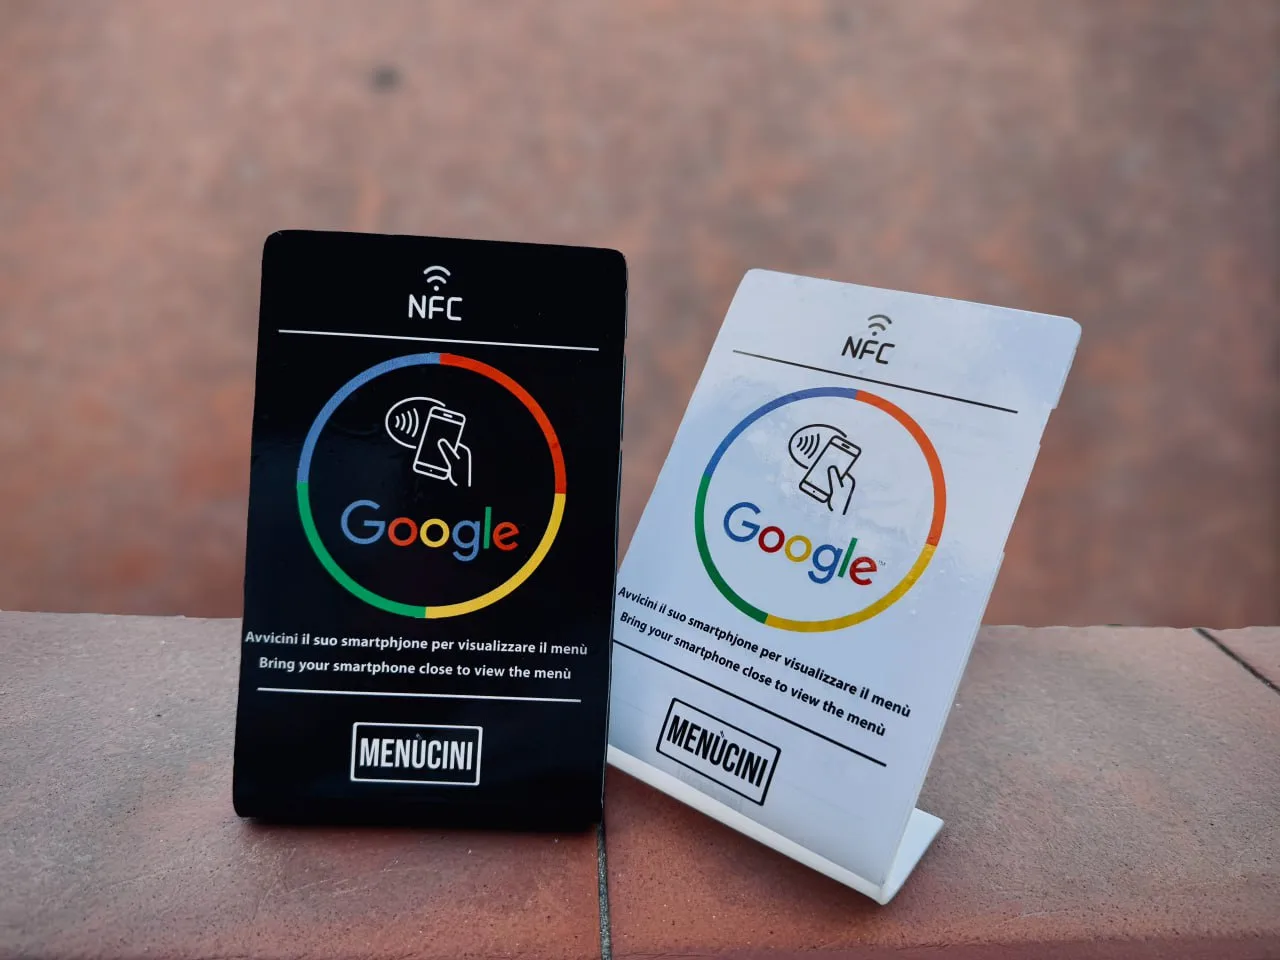 NFC
Google
Avvicini il suo smartphjone per visualizzare il menù
Bring your smartphone close to view the menù
MENÙCINI
NFC
Google™
Avvicini il suo smartphjone per visualizzare il menù
Bring your smartphone close to view the menù
MENÙCINI